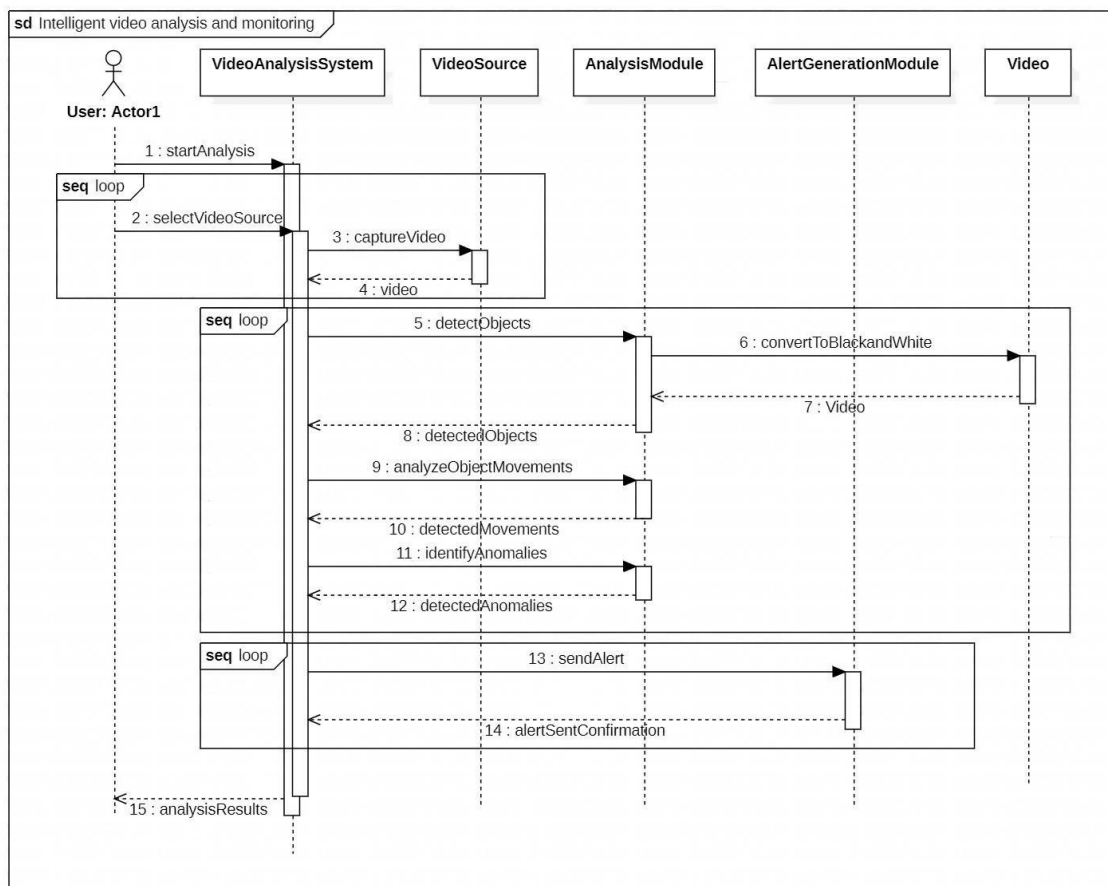 sd Intelligent video analysis and monitoring
User: Actor1
VideoAnalysisSystem
VideoSource
AnalysisModule
AlertGenerationModule
Video
1 : startAnalysis
seq loop
2 : selectVideoSource
3 : captureVideo
4 : video
seq loop
5 : detectObjects
6 : convertToBlackandWhite
7 : Video
8 : detectedObjects
9 : analyzeObjectMovements
10 : detectedMovements
11 : identifyAnomalies
12 : detectedAnomalies
seq loop
13 : sendAlert
14 : alertSentConfirmation
15 : analysisResults